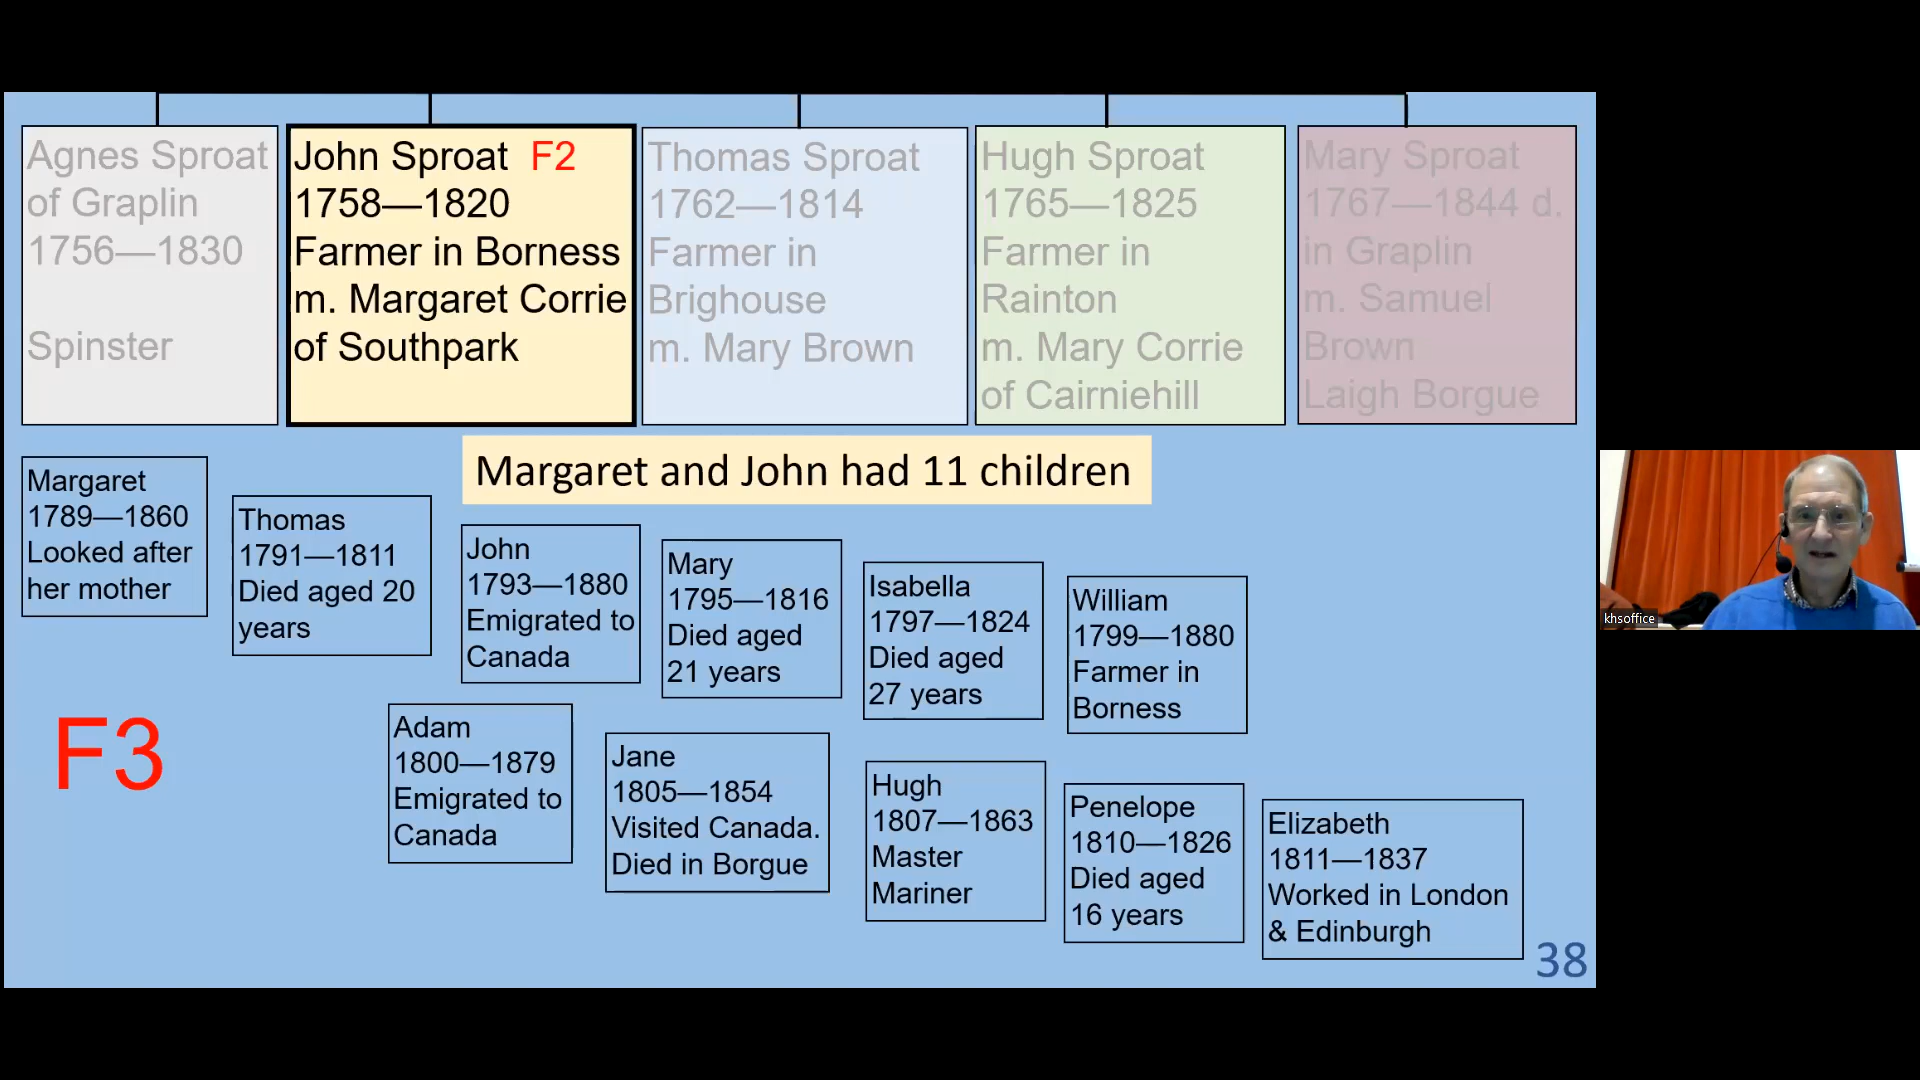 Agnes Sproat
of Graplin
1756—1830
Spinster
John Sproat F2
1758—1820
Farmer in Borness
m. Margaret Corrie
of Southpark
Thomas Sproat
1762—1814
Farmer in
Brighouse
m. Mary Brown
Hugh Sproat
1765—1825
Farmer in
Rainton
m. Mary Corrie
of Cairniehill
Mary Sproat
1767—1844 d.
in Graplin
m. Samuel
Brown
Laigh Borgue
Margaret and John had 11 children
Margaret
1789—1860
Looked after
her mother
Thomas
1791—1811
Died aged 20
years
John
1793—1880
Emigrated to
Canada
Mary
1795—1816
Died aged
21 years
Isabella
1797—1824
Died aged
27 years
William
1799—1880
Farmer in
Borness
F3
Adam
1800—1879
Emigrated to
Canada
Jane
1805—1854
Visited Canada.
Died in Borgue
Hugh
1807—1863
Master
Mariner
Penelope
1810—1826
Died aged
16 years
Elizabeth
1811—1837
Worked in London
& Edinburgh
38
khsoffice